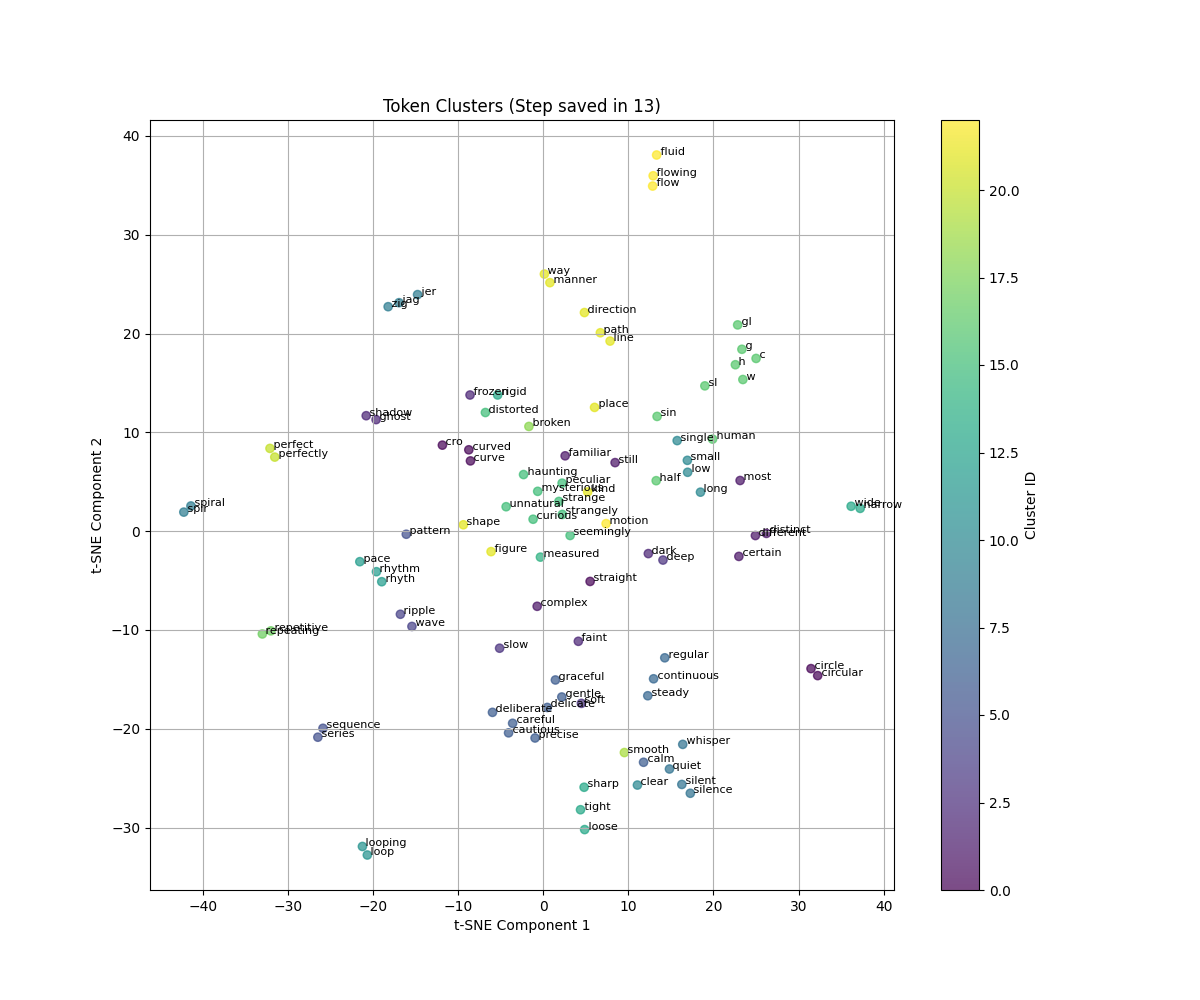 Token Clusters (Step saved in 13)
40
30
20
10
0
−10
−20
−30
t-SNE Component 2
−40
−30
−20
−10
0
10
20
30
40
t-SNE Component 1
fluid
flowing
flow
way
manner
direction
path
line
jer
jag
zig
gl
g
c
h
w
sl
frozen
rigid
place
shadow
ghost
distorted
sin
broken
cro
curved
curve
single
human
perfect
perfectly
familiar
still
small
low
haunting
peculiar
half
most
mysterious
kind
long
spiral
spir
strange
unnatural
wide
narrow
strangely
curious
shape
motion
pattern
seemingly
distinct
different
figure
measured
dark
deep
certain
pace
rhythm
rhyth
straight
complex
ripple
wave
repetitive
repeating
faint
slow
regular
circle
circular
graceful
continuous
gentle
soft
delicate
steady
deliberate
careful
cautious
precise
sequence
series
smooth
whisper
calm
quiet
sharp
clear
silent
silence
tight
loose
looping
loop
20.0
17.5
15.0
12.5
10.0
7.5
5.0
2.5
0.0
Cluster ID